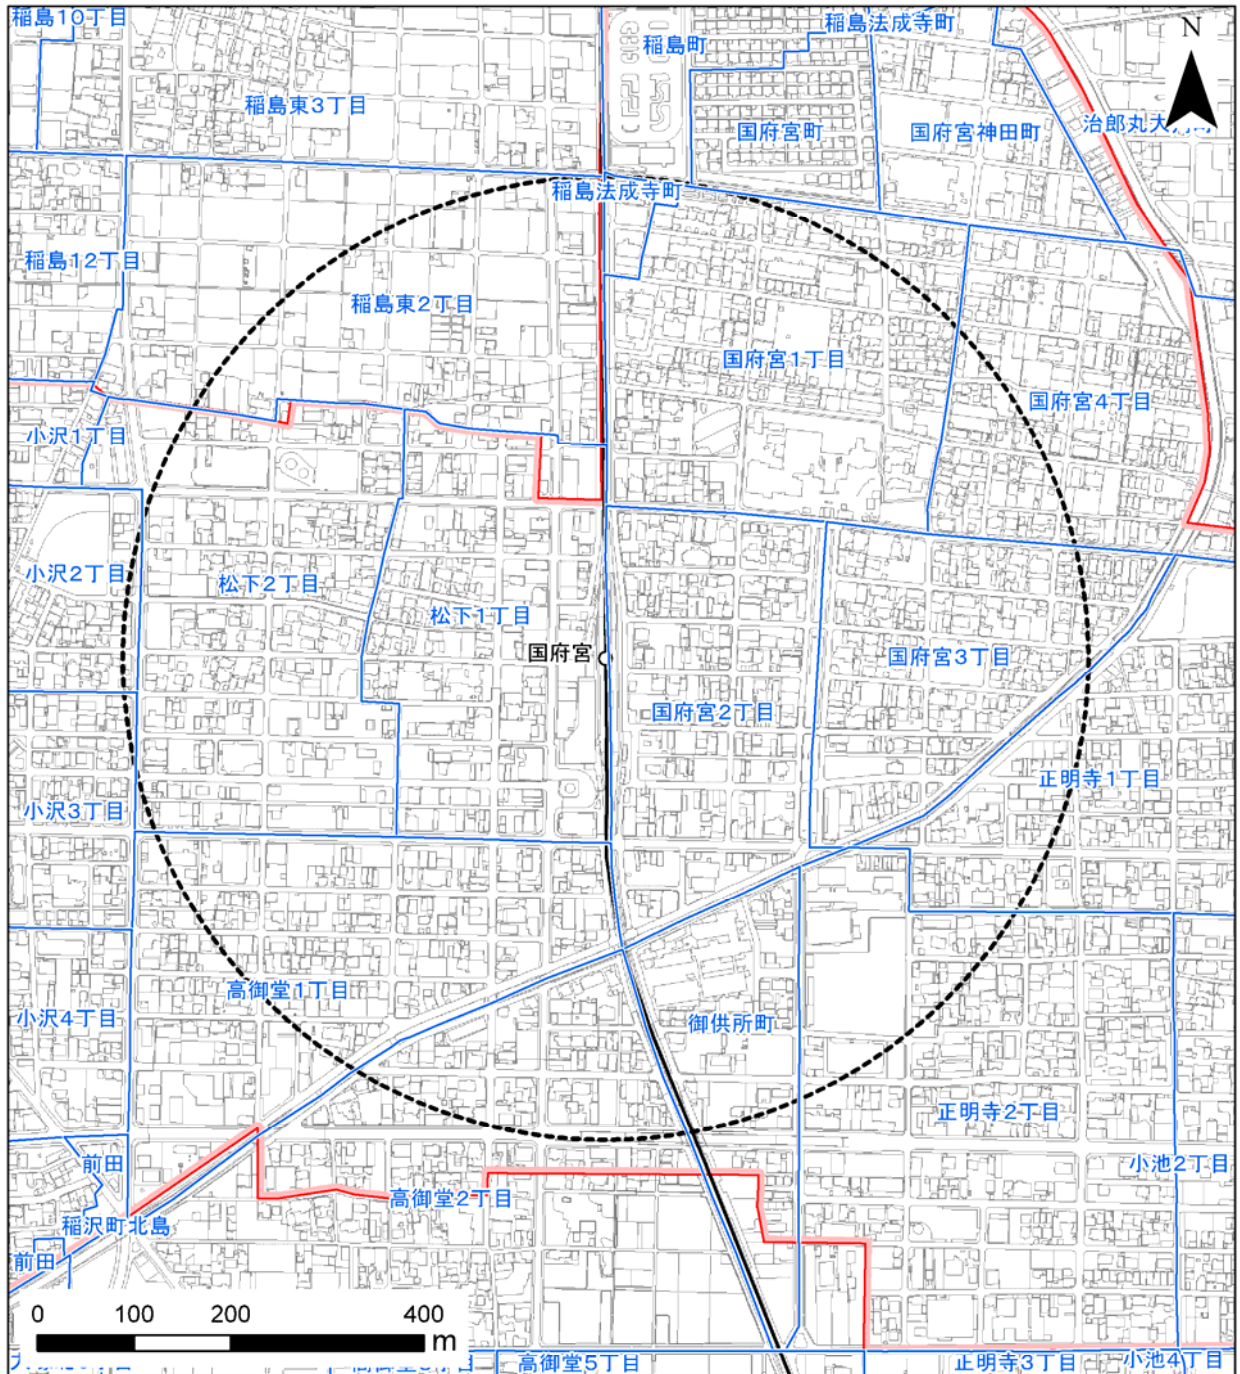 稲島10丁目
稲島法成寺町
N
稲島町
稲島東3丁目
国府宮町
国府宮神田町
稲島法成寺町
稲島12丁目
稲島東2丁目
国府宮1丁目
国府宮4丁目
小沢1丁目
小沢2丁目
松下2丁目
松下1丁目
国府宮
国府宮3丁目
国府宮2丁目
正明寺1丁目
小沢3丁目
高御堂1丁目
小沢4丁目
御供所町
正明寺2丁目
前田
小池2丁目
高御堂2丁目
稲沢町北島
前田
0 100 200 400
m
高御堂5丁目
正明寺3丁目
小池4丁目